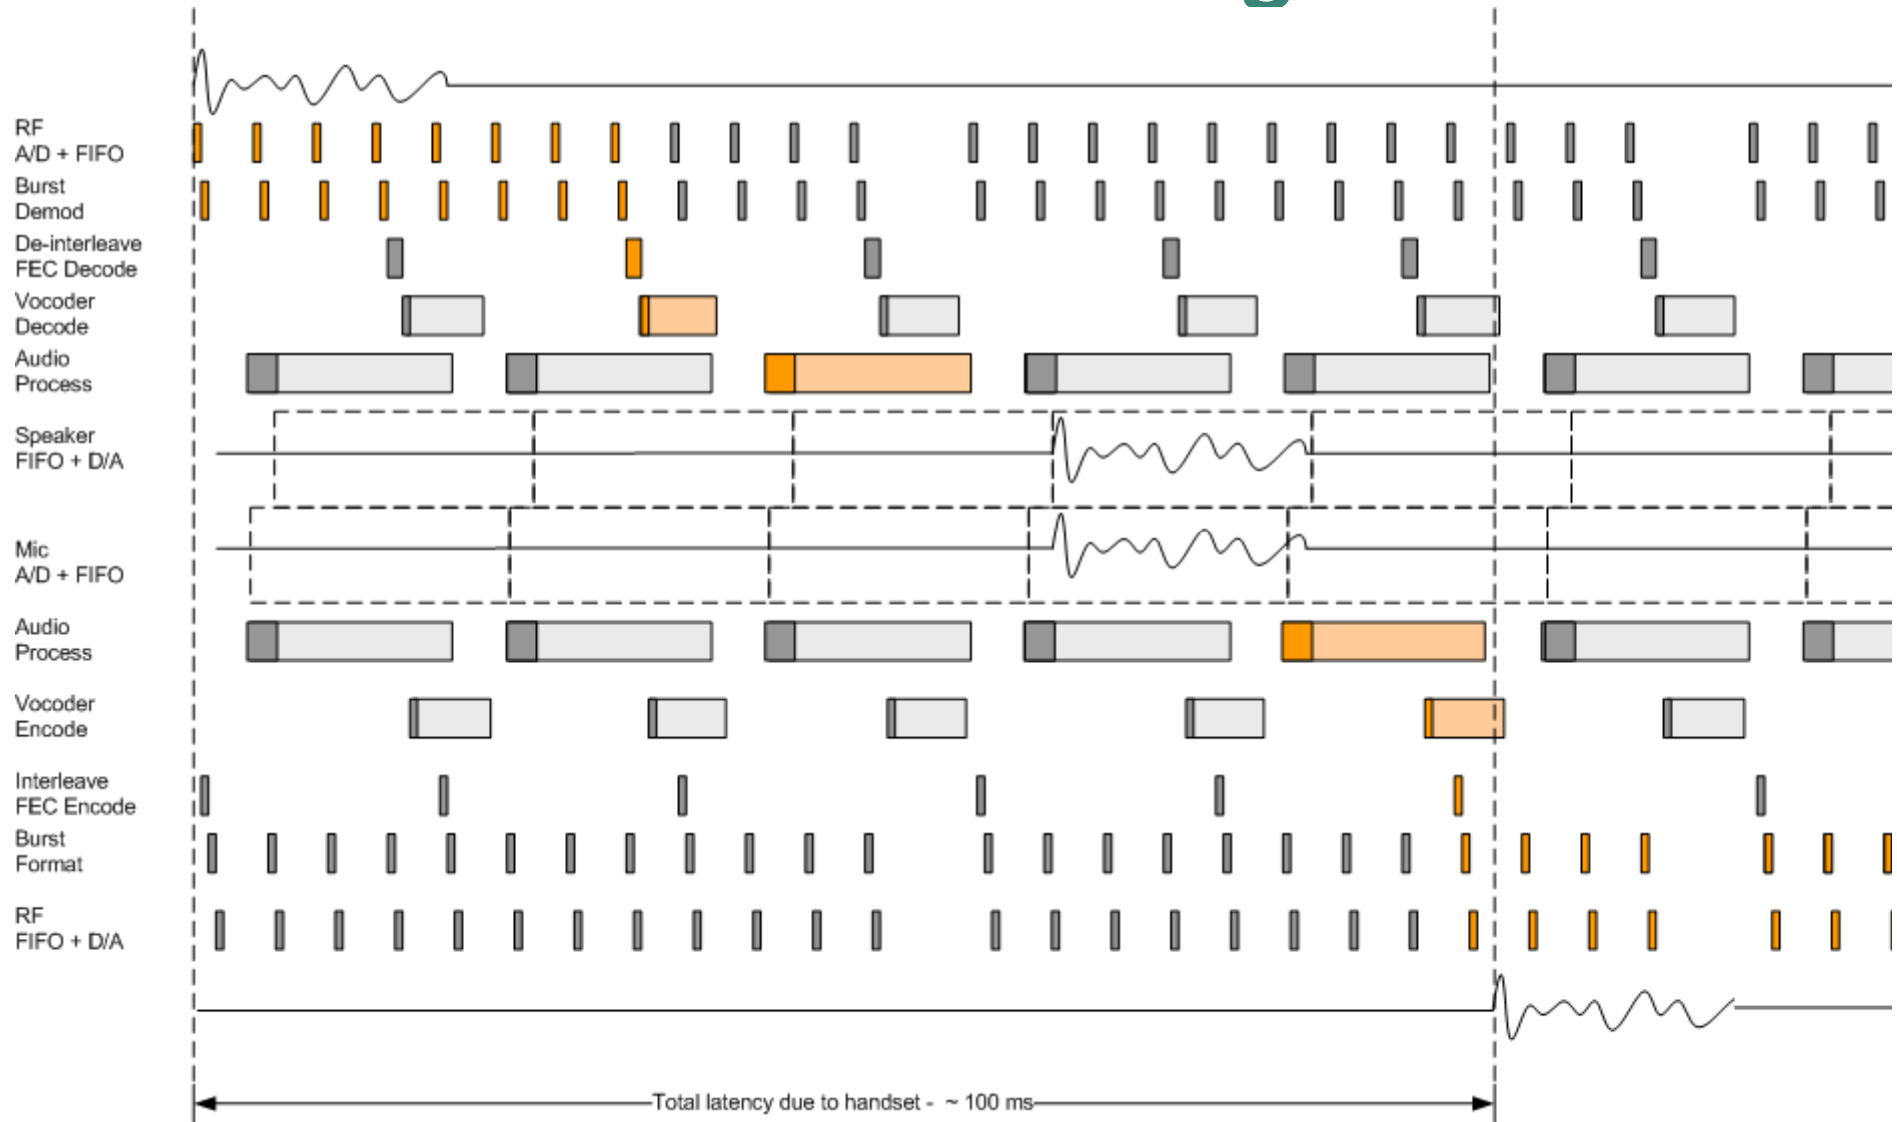 RF
A/D + FIFO
Burst
Demod
De-interleave
FEC Decode
Vocoder
Decode
Audio
Process
Speaker
FIFO + D/A
Mic
A/D + FIFO
Audio
Process
Vocoder
Encode
Interleave
FEC Encode
Burst
Format
RF
FIFO + D/A
Total latency due to handset - ~ 100 ms